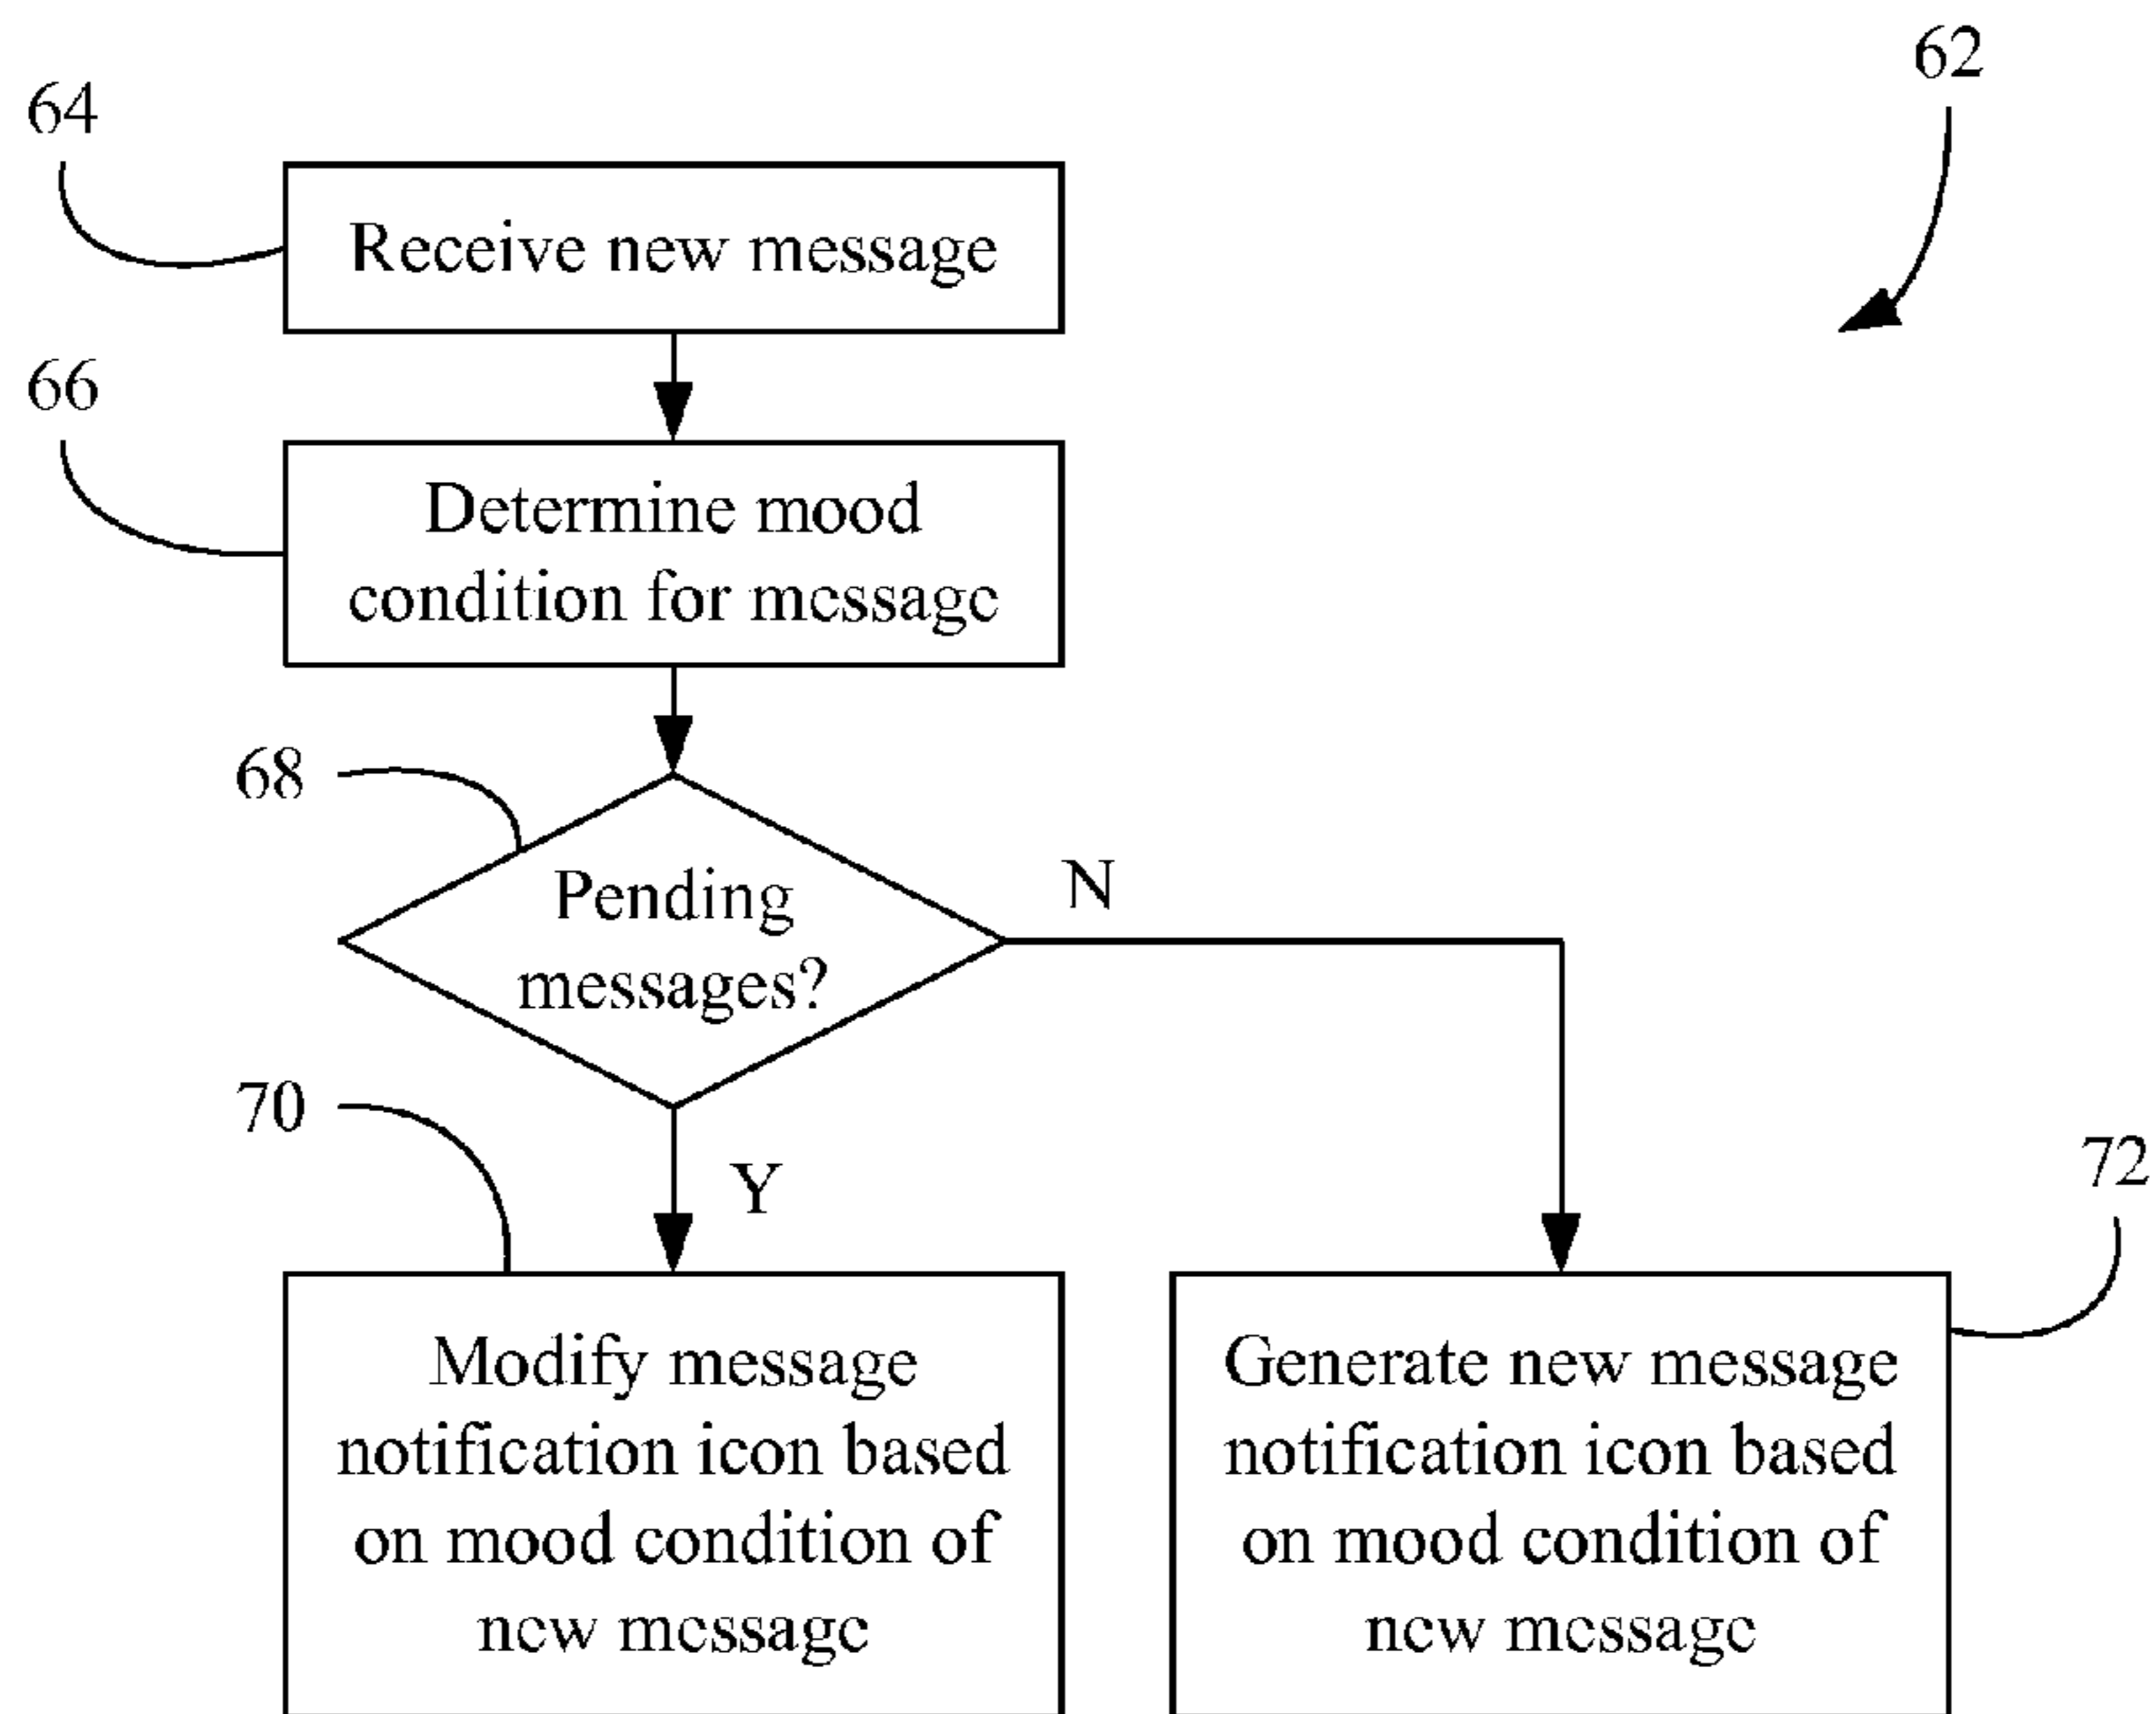 62
64
Receive new message
66
Determine mood
condition for message
68
Pending
messages?
N
70
Y
72
Modify message
notification icon based
on mood condition of
new message
Generate new message
notification icon based
on mood condition of
new message